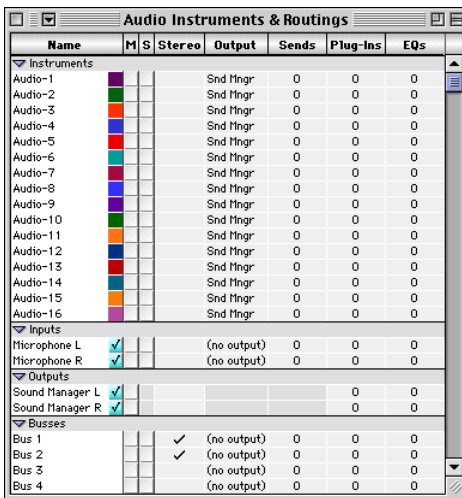 Audio Instruments & Routings
Name M S Stereo Output Sends Plug-Ins EQs
Instruments
Audio-1 Snd Mngr 0 0 0
Audio-2 Snd Mngr 0 0 0
Audio-3 Snd Mngr 0 0 0
Audio-4 Snd Mngr 0 0 0
Audio-5 Snd Mngr 0 0 0
Audio-6 Snd Mngr 0 0 0
Audio-7 Snd Mngr 0 0 0
Audio-8 Snd Mngr 0 0 0
Audio-9 Snd Mngr 0 0 0
Audio-10 Snd Mngr 0 0 0
Audio-11 Snd Mngr 0 0 0
Audio-12 Snd Mngr 0 0 0
Audio-13 Snd Mngr 0 0 0
Audio-14 Snd Mngr 0 0 0
Audio-15 Snd Mngr 0 0 0
Audio-16 Snd Mngr 0 0 0
Inputs
Microphone L (no output) 0 0 0
Microphone R (no output) 0 0 0
Outputs
Sound Manager L 0 0
Sound Manager R 0 0
Busses
Bus 1 (no output) 0 0 0
Bus 2 (no output) 0 0 0
Bus 3 (no output) 0 0 0
Bus 4 (no output) 0 0 0